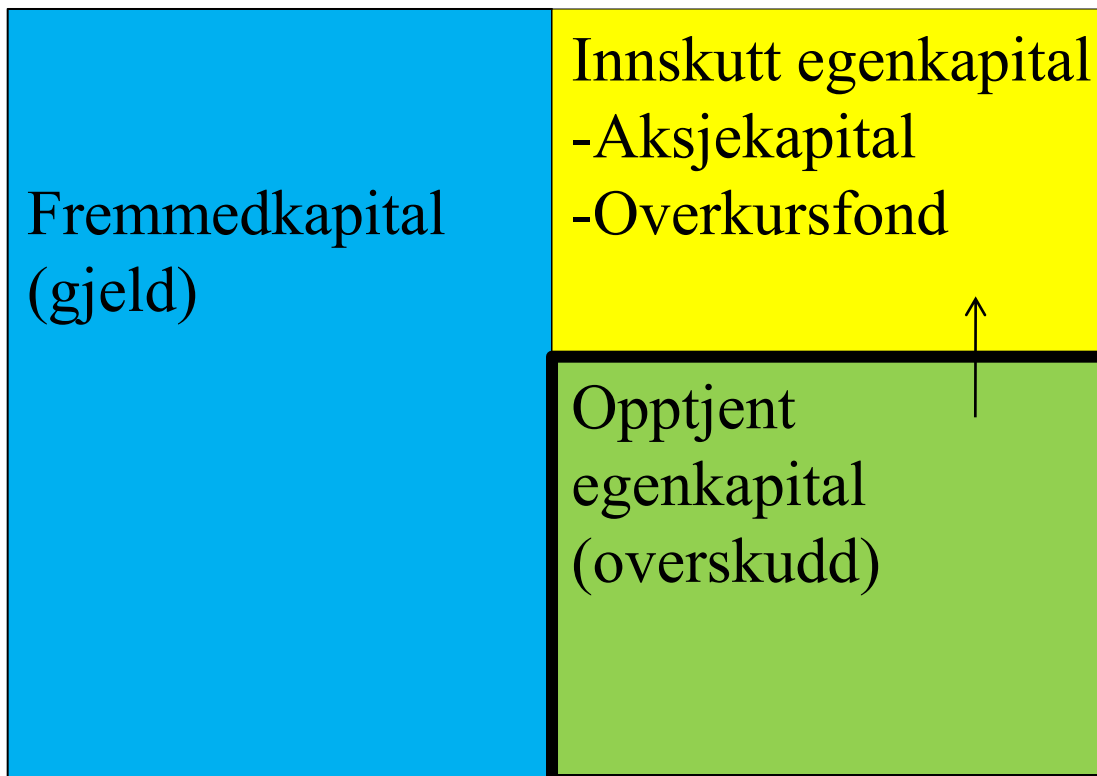 Fremmedkapital
(gjeld)
Innskutt egenkapital
-Aksjekapital
-Overkursfond
Opptjent
egenkapital
(overskudd)